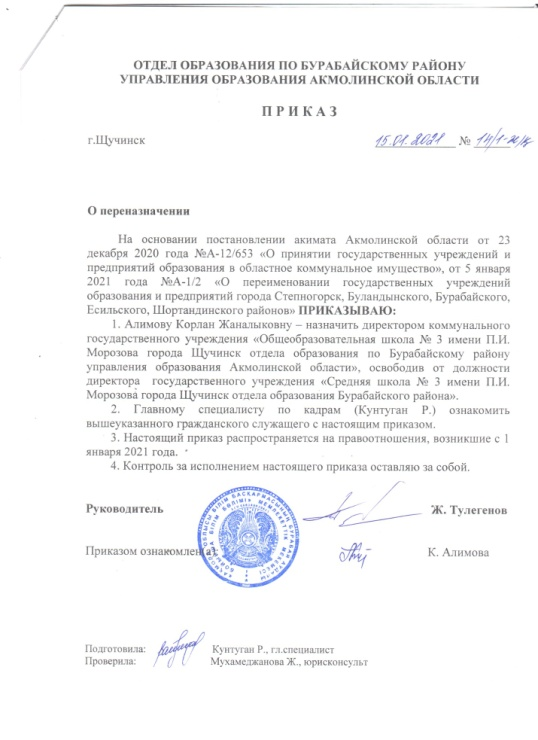 ОТДЕЛ ОБРАЗОВАНИЯ ПО БУРАБАЙСКОМУ РАЙОНУ
УПРАВЛЕНИЯ ОБРАЗОВАНИЯ АКМОЛИНСКОЙ ОБЛАСТИ
П Р И К А З
г.Щучинск 15.01.2021 №
О переназначении
На основании постановлении акимата Акмолинской области от 23
декабря 2020 года №А-12/653 «О принятии государственных учреждений и
предприятий образования в областное коммунальное имущество», от 5 января
2021 года №А-1/2 «О переименовании государственных учреждений
образования и предприятий города Степногорск, Буландынского, Бурабайского,
Есильского, Шортандинского районов» ПРИКАЗЫВАЮ:
1. Алимову Корлан Жаналыковну – назначить директором коммунального
государственного учреждения «Общеобразовательная школа № 3 имени П.И.
Морозова города Щучинск отдела образования по Бурабайскому району
управления образования Акмолинской области», освободив от должности
директора государственного учреждения «Средняя школа № 3 имени П.И.
Морозова города Щучинск отдела образования Бурабайского района».
2. Главному специалисту по кадрам (Кунтуган Р.) ознакомить
вышеуказанного гражданского служащего с настоящим приказом.
3. Настоящий приказ распространяется на правоотношения, возникшие с 1
января 2021 года.
4. Контроль за исполнением настоящего приказа оставляю за собой.
Руководитель Ж. Тулегенов
Приказом ознакомлен(а): К. Алимова
Подготовила: Кунтуган Р., гл.специалист
Проверила: Мухамеджанова Ж., юрисконсульт